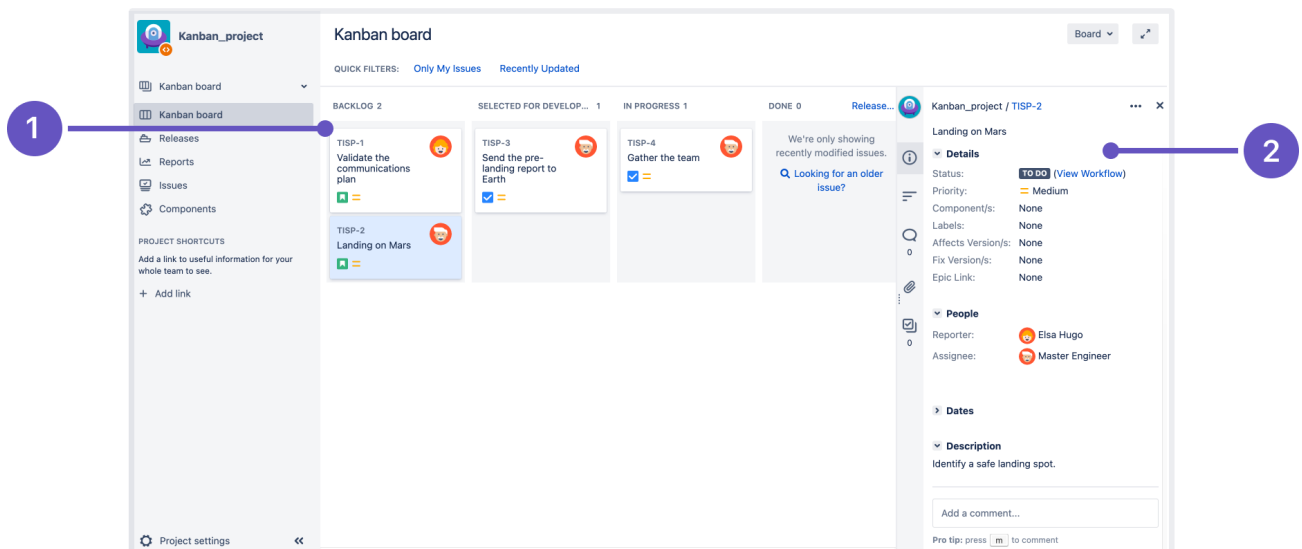 Kanban_project
Kanban board
Kanban board
Releases
Reports
Issues
Components
PROJECT SHORTCUTS
Add a link to useful information for your
whole team to see.
+ Add link
Project settings
1
Kanban board
Board
QUICK FILTERS: Only My Issues Recently Updated
BACKLOG 2
TISP-1
Validate the
communications
plan
TISP-2
Landing on Mars
SELECTED FOR DEVELOP... 1
TISP-3
Send the pre-
landing report to
Earth
IN PROGRESS 1
TISP-4
Gather the team
DONE 0 Release...
We're only showing
recently modified issues.
Looking for an older
issue?
0
0
Kanban_project / TISP-2
Landing on Mars
Details
Status: TO DO (View Workflow)
Priority: Medium
Component/s: None
Labels: None
Affects Version/s: None
Fix Version/s: None
Epic Link: None
People
Reporter: Elsa Hugo
Assignee: Master Engineer
Dates
Description
Identify a safe landing spot.
Add a comment...
Pro tip: press m to comment
2